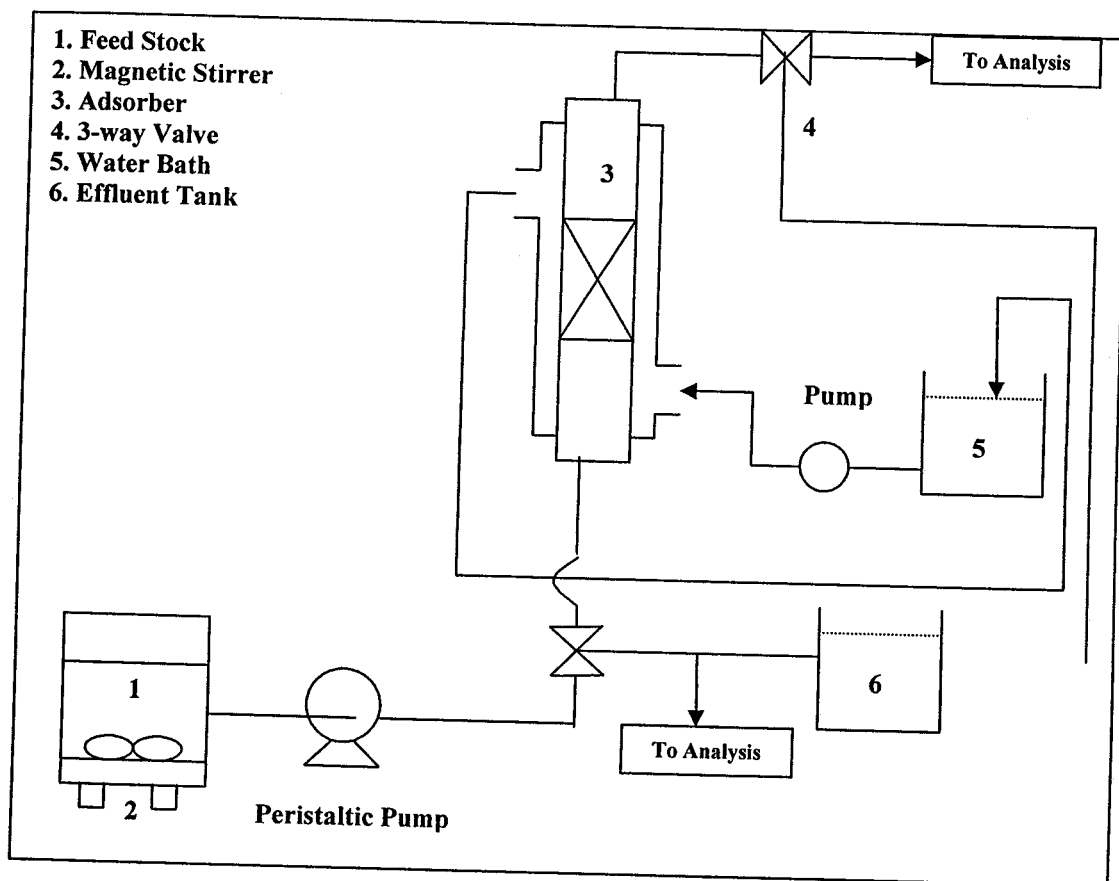 1. Feed Stock
2. Magnetic Stirrer
3. Adsorber
4. 3-way Valve
5. Water Bath
6. Effluent Tank
To Analysis
4
3
Pump
5
1
6
To Analysis
2
Peristaltic Pump